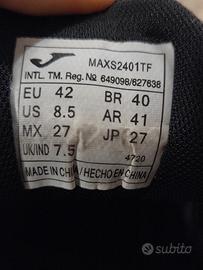 MAXS2401TF
INTL. TM. Reg. № 649098/627638
EU 42 BR 40
US 8.5 AR 41
MX 27 JP 27
UK/IND 7.5 4720
MADE IN CHINA / HECHO EN CHINA
subito